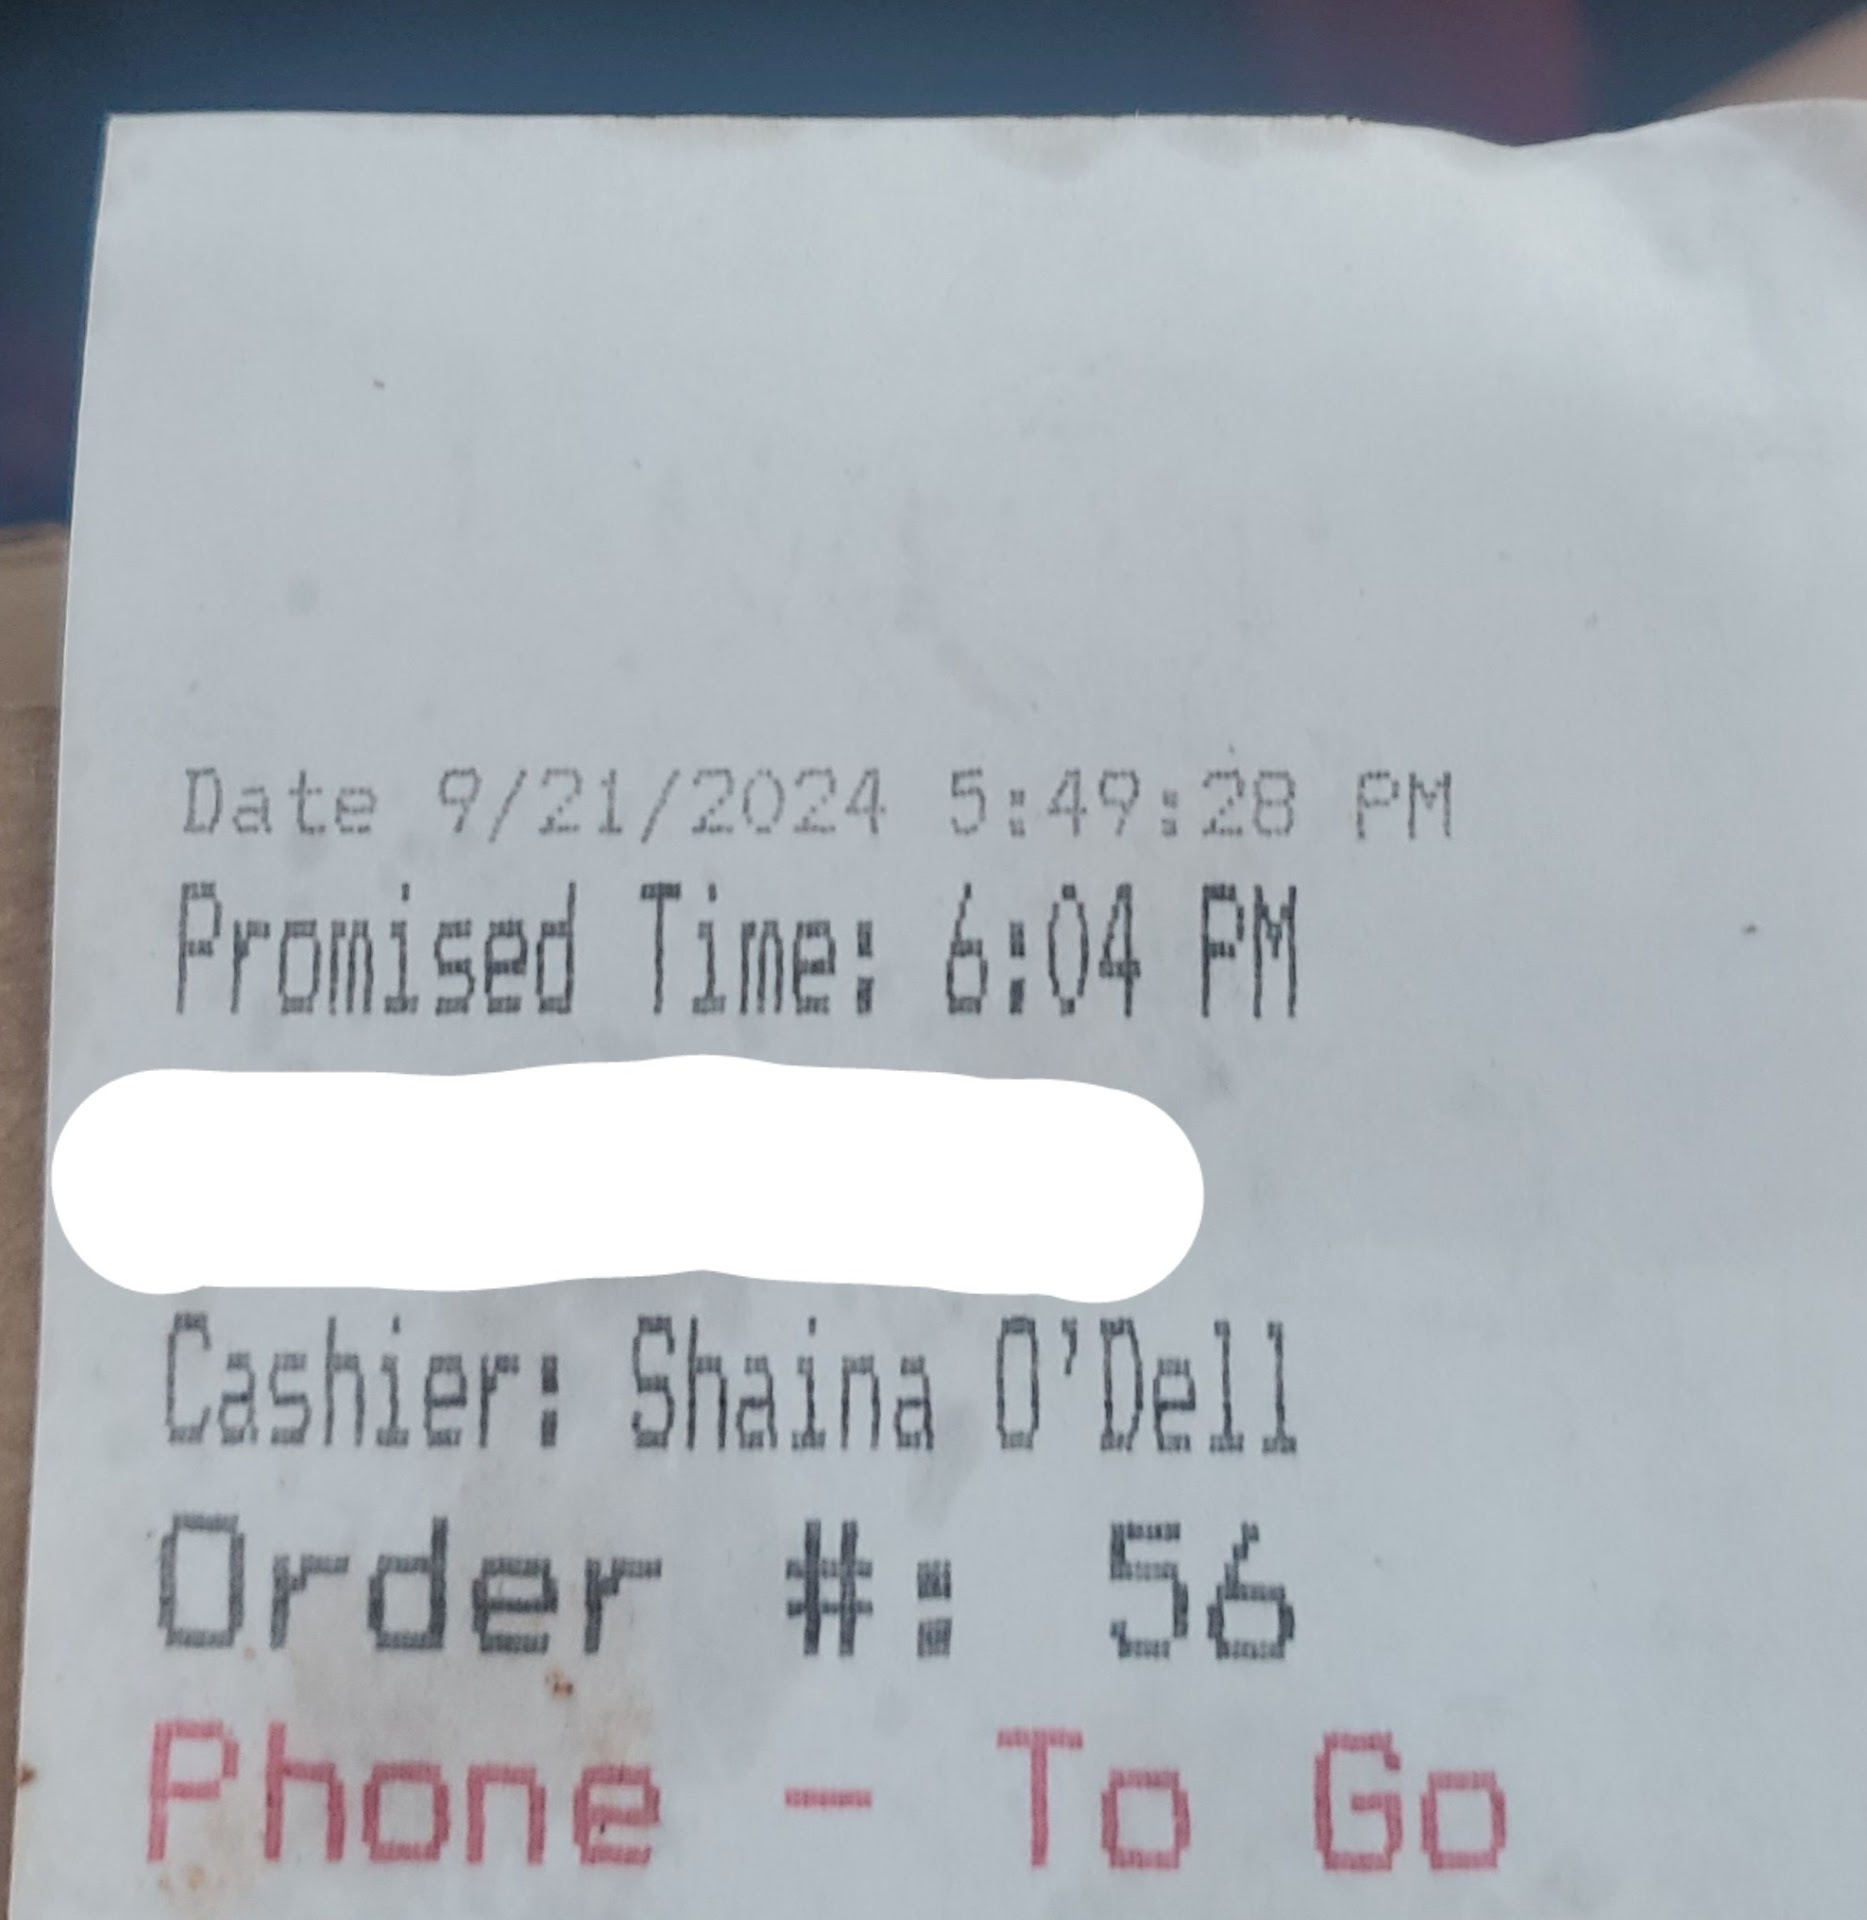 Date 9/21/2024 5:49:28 PM
Promised Time: 6:04 PM
Cashier: Shaina O'Dell
Order #: 56
Phone - To Go